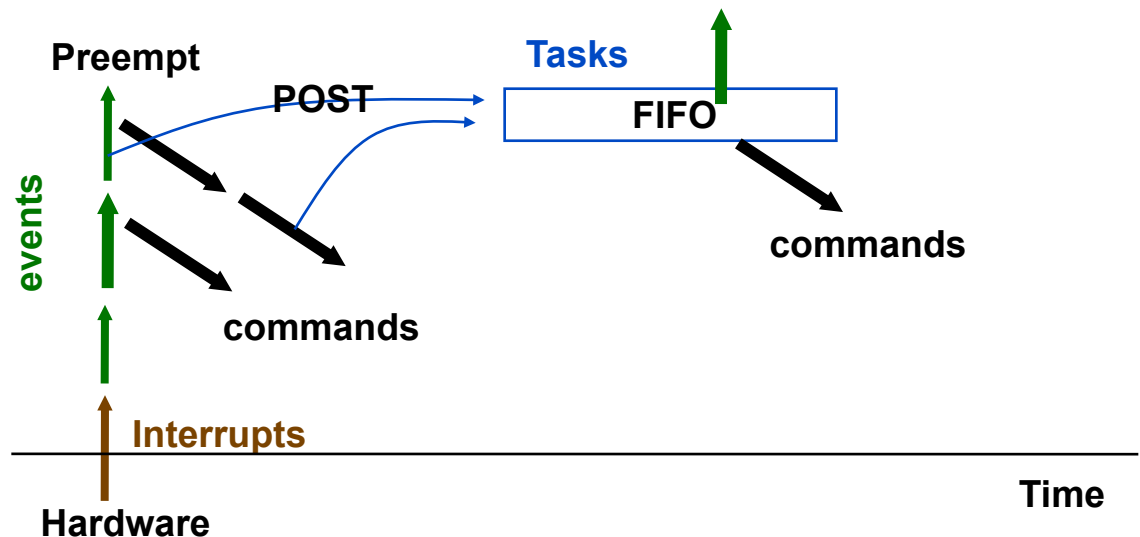 Preempt
Tasks
POST
FIFO
events
commands
commands
Interrupts
Time
Hardware